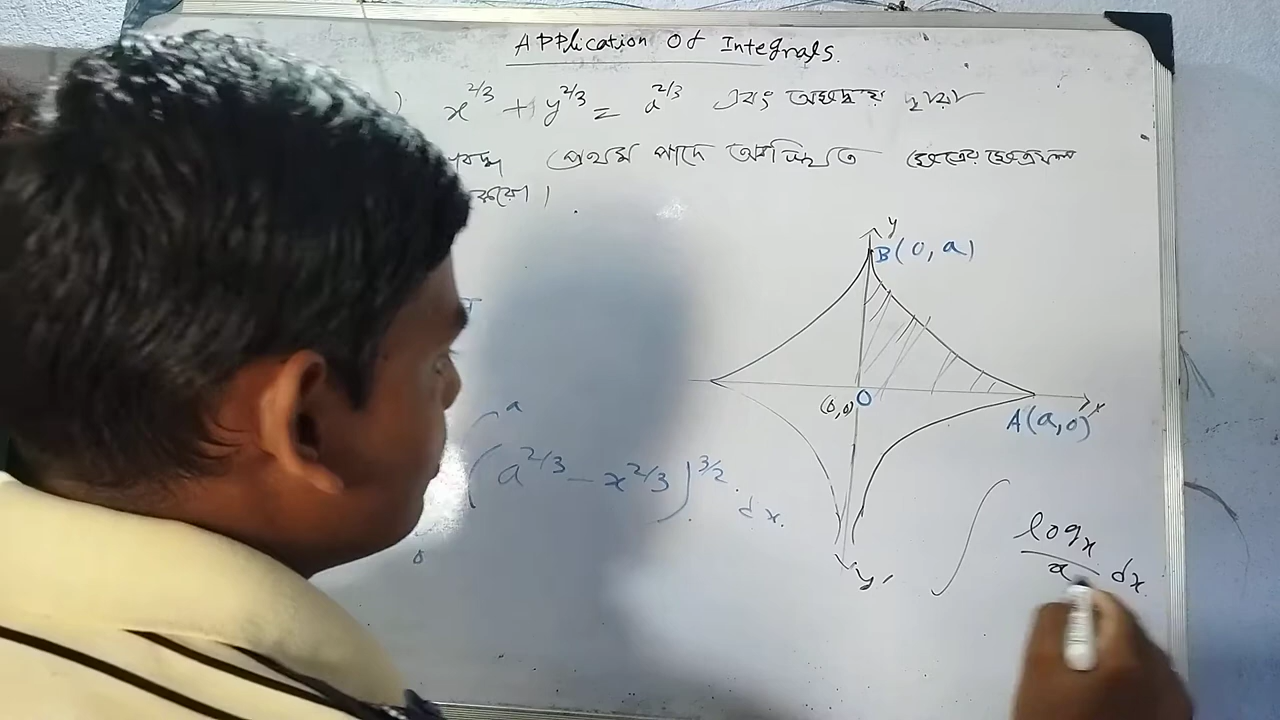 Application Of Integrals.
) x^{2/3} + y^{2/3} = a^{2/3} এবং অক্ষদ্বয় দ্বারা
প্রথম পাদে অবস্থিত ক্ষেত্রের ক্ষেত্রফল
করো।
y
B(0, a)
(0,0) O
x
A(a, 0)
a
(a^{2/3} - x^{2/3})^{3/2} . dx.
0
y'
∫ log x / x dx.